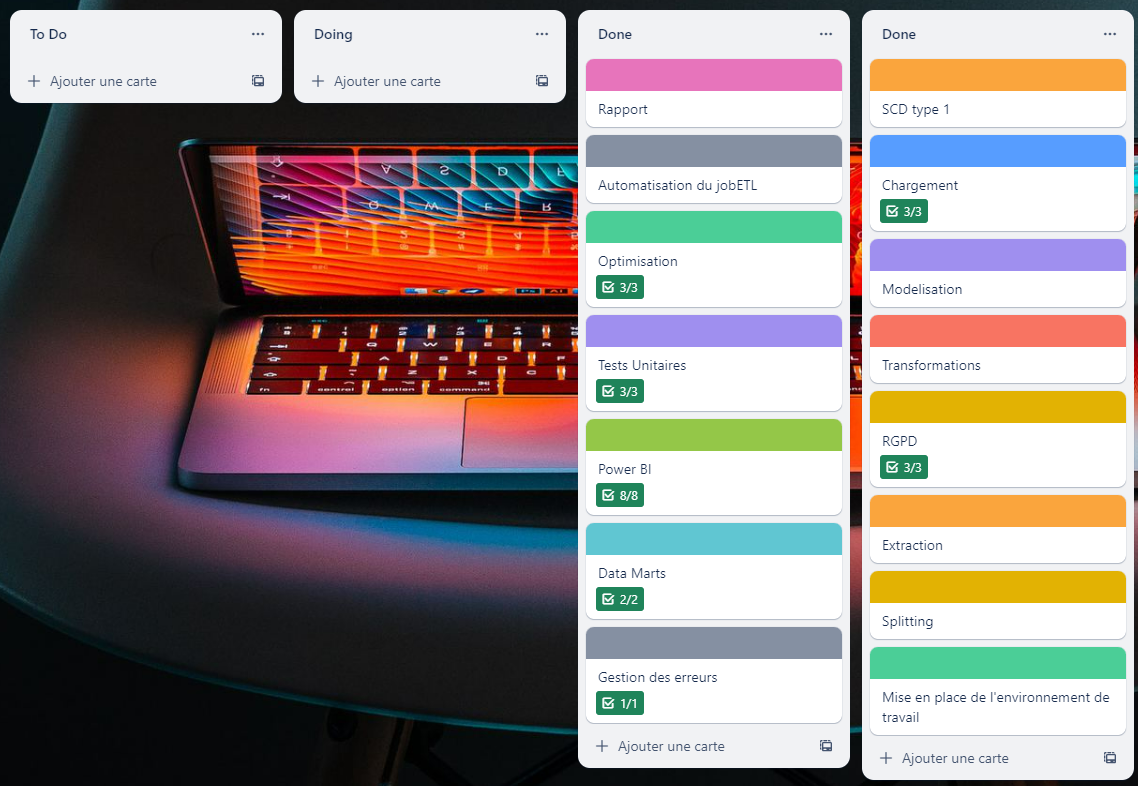 To Do
Ajouter une carte
Doing
Ajouter une carte
Done
Rapport
Automatisation du jobETL
Optimisation
3/3
Tests Unitaires
3/3
Power BI
8/8
Data Marts
2/2
Gestion des erreurs
1/1
Ajouter une carte
Done
SCD type 1
Chargement
3/3
Modelisation
Transformations
RGPD
3/3
Extraction
Splitting
Mise en place de l'environnement de
travail
Ajouter une carte